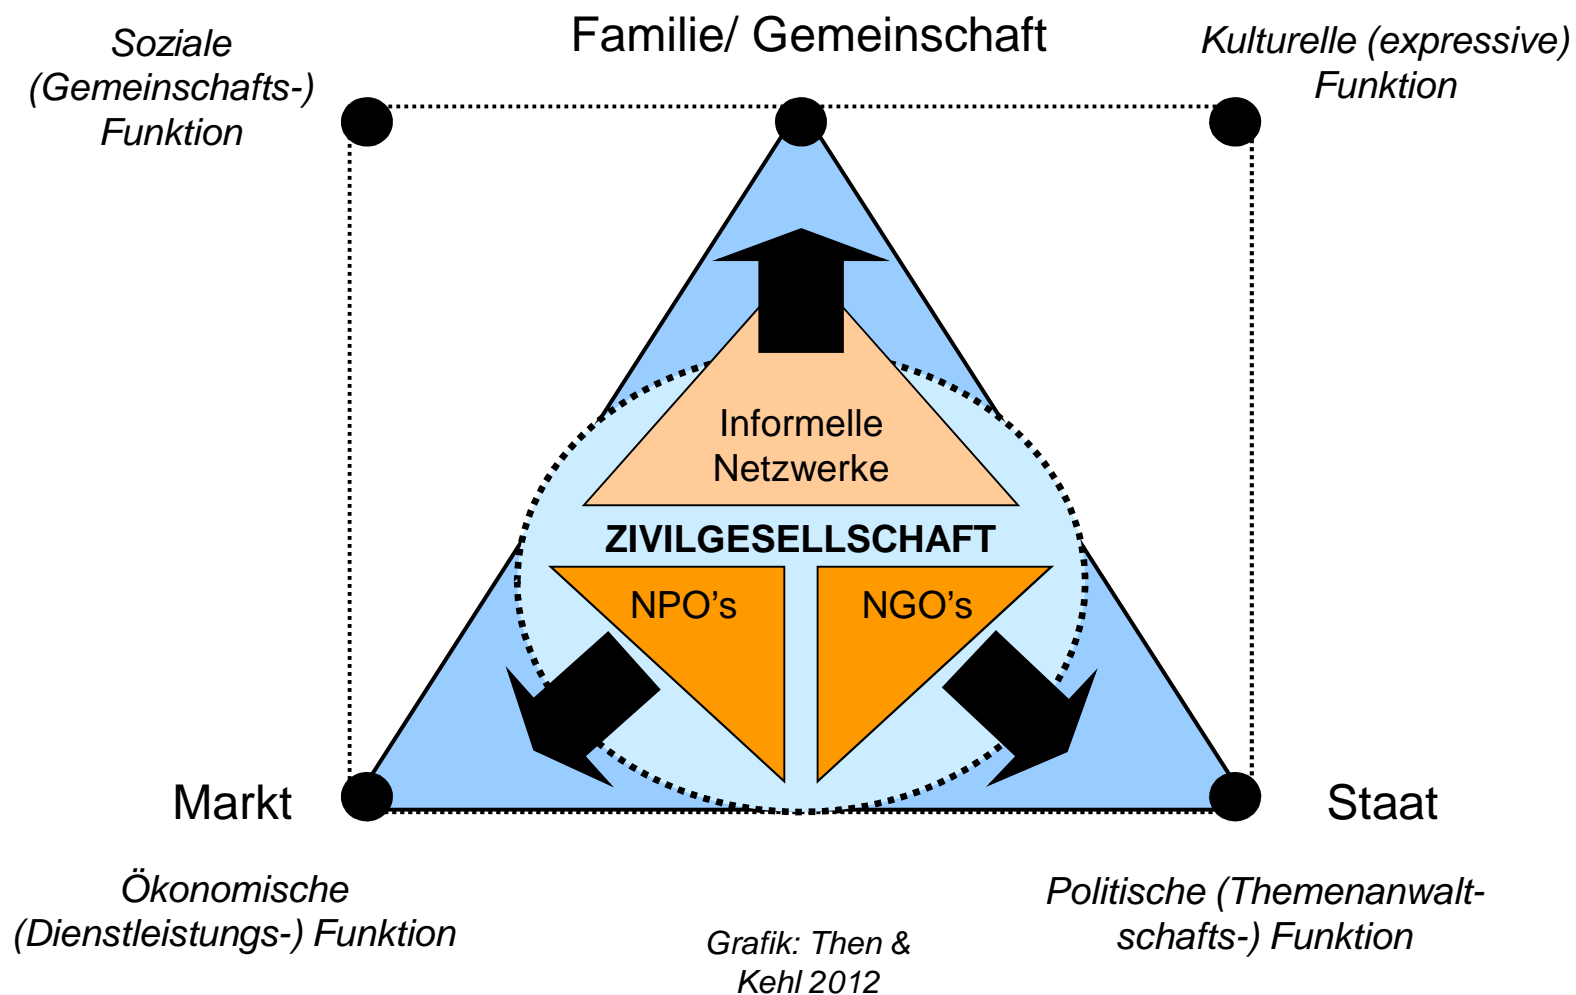 Familie/ Gemeinschaft
Soziale
(Gemeinschafts-)
Funktion
Kulturelle (expressive)
Funktion
Informelle
Netzwerke
ZIVILGESELLSCHAFT
NPO’s
NGO’s
Markt
Staat
Ökonomische
(Dienstleistungs-) Funktion
Politische (Themenanwalt-
schafts-) Funktion
Grafik: Then &
Kehl 2012